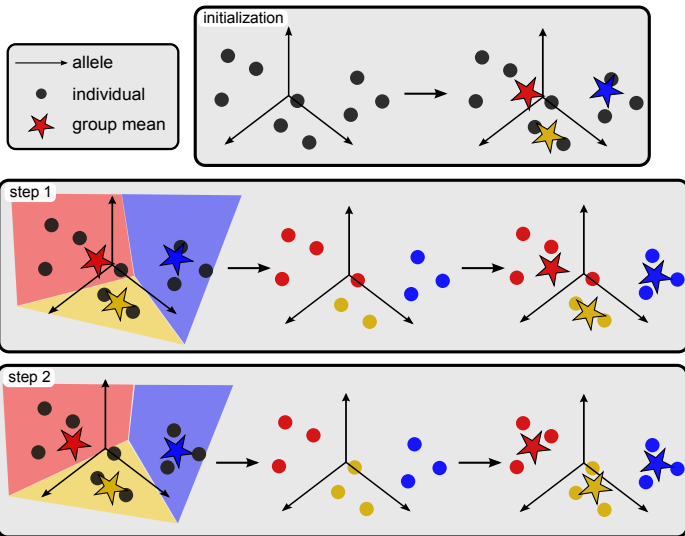 initialization
allele
individual
group mean
step 1
step 2